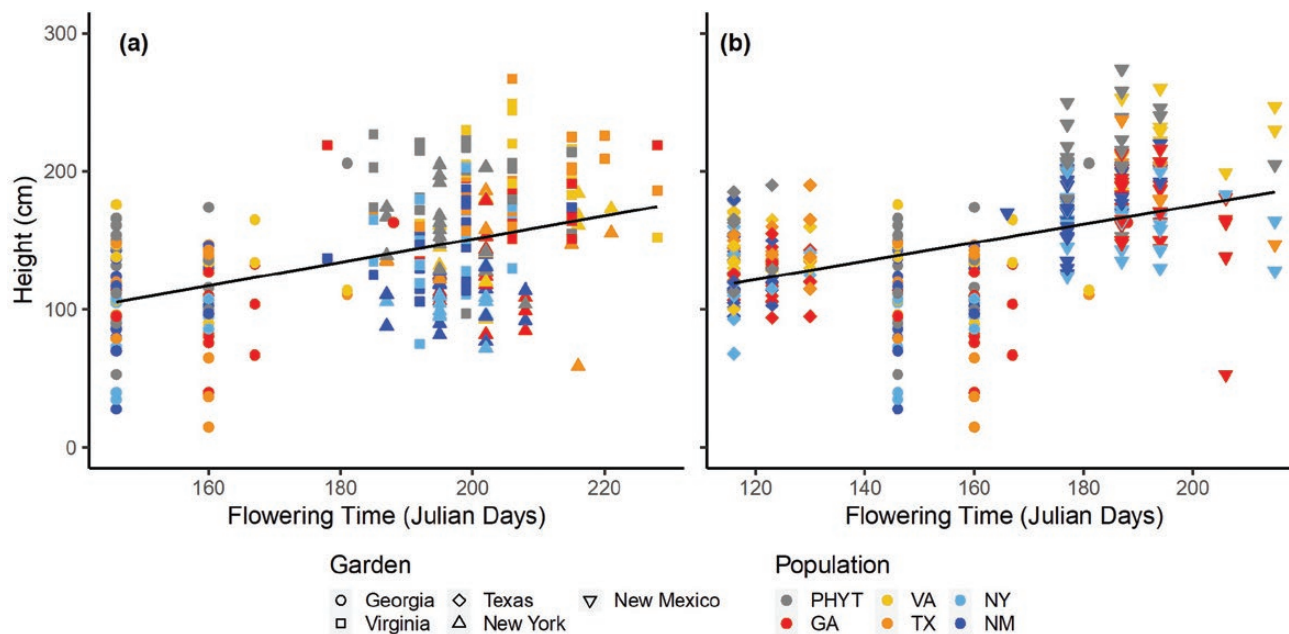 (a) (b)
300
200
100
0
Height (cm)
160 180 200 220 120 140 160 180 200
Flowering Time (Julian Days) Flowering Time (Julian Days)
Garden Population
Georgia Texas New Mexico PHYT VA NY
Virginia New York GA TX NM